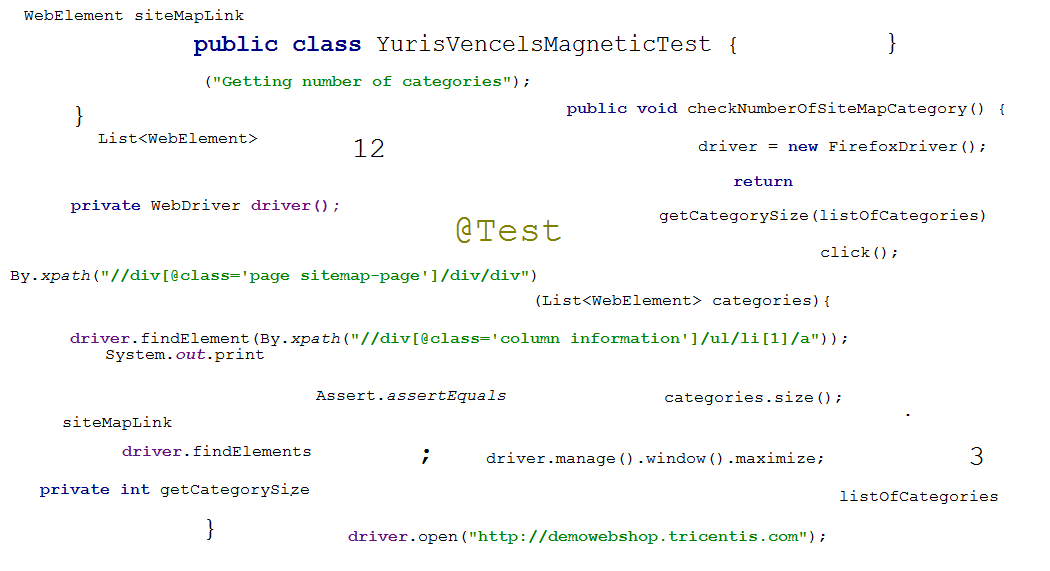 WebElement siteMapLink
public class YurisVencelsMagneticTest {
}
("Getting number of categories");
public void checkNumberOfSiteMapCategory() {
}
List<WebElement>
12
driver = new FirefoxDriver();
return
private WebDriver driver();
getCategorySize(listOfCategories)
@Test
click();
By.xpath("//div[@class='page sitemap-page']/div/div")
(List<WebElement> categories){
driver.findElement(By.xpath("//div[@class='column information']/ul/li[1]/a"));
System.out.print
Assert.assertEquals
categories.size();
.
siteMapLink
driver.findElements
;
driver.manage().window().maximize;
3
private int getCategorySize
listOfCategories
}
driver.open("http://demowebshop.tricentis.com");